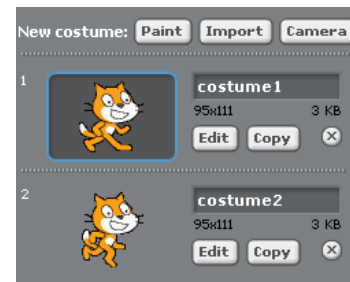 New costume: Paint Import Camera
1
costume1
95x111 3 KB
Edit Copy
2
costume2
95x111 3 KB
Edit Copy